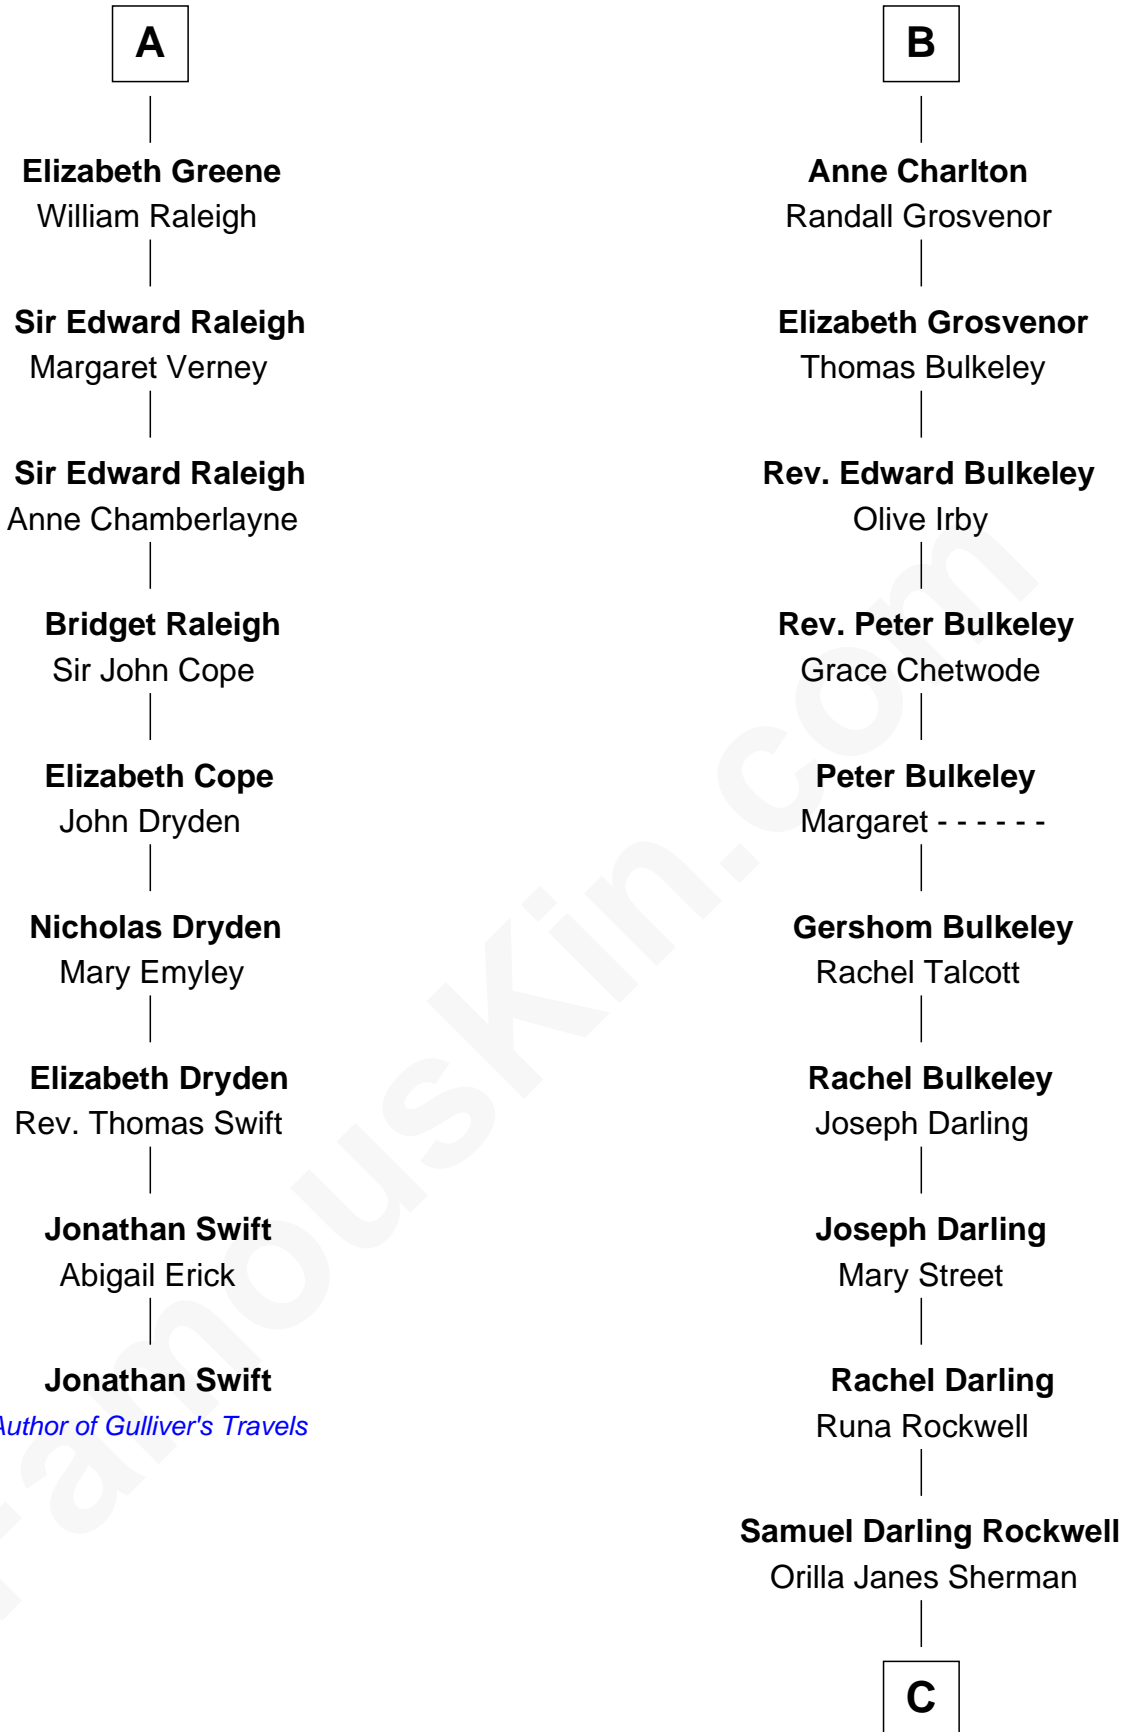 A
Elizabeth Greene
William Raleigh
Sir Edward Raleigh
Margaret Verney
Sir Edward Raleigh
Anne Chamberlayne
Bridget Raleigh
Sir John Cope
Elizabeth Cope
John Dryden
Nicholas Dryden
Mary Emyley
Elizabeth Dryden
Rev. Thomas Swift
Jonathan Swift
Abigail Erick
Jonathan Swift
Author of Gulliver's Travels
B
Anne Charlton
Randall Grosvenor
Elizabeth Grosvenor
Thomas Bulkeley
Rev. Edward Bulkeley
Olive Irby
Rev. Peter Bulkeley
Grace Chetwode
Peter Bulkeley
Margaret - - - - - -
Gershom Bulkeley
Rachel Talcott
Rachel Bulkeley
Joseph Darling
Joseph Darling
Mary Street
Rachel Darling
Runa Rockwell
Samuel Darling Rockwell
Orilla Janes Sherman
C
FamousKin.com